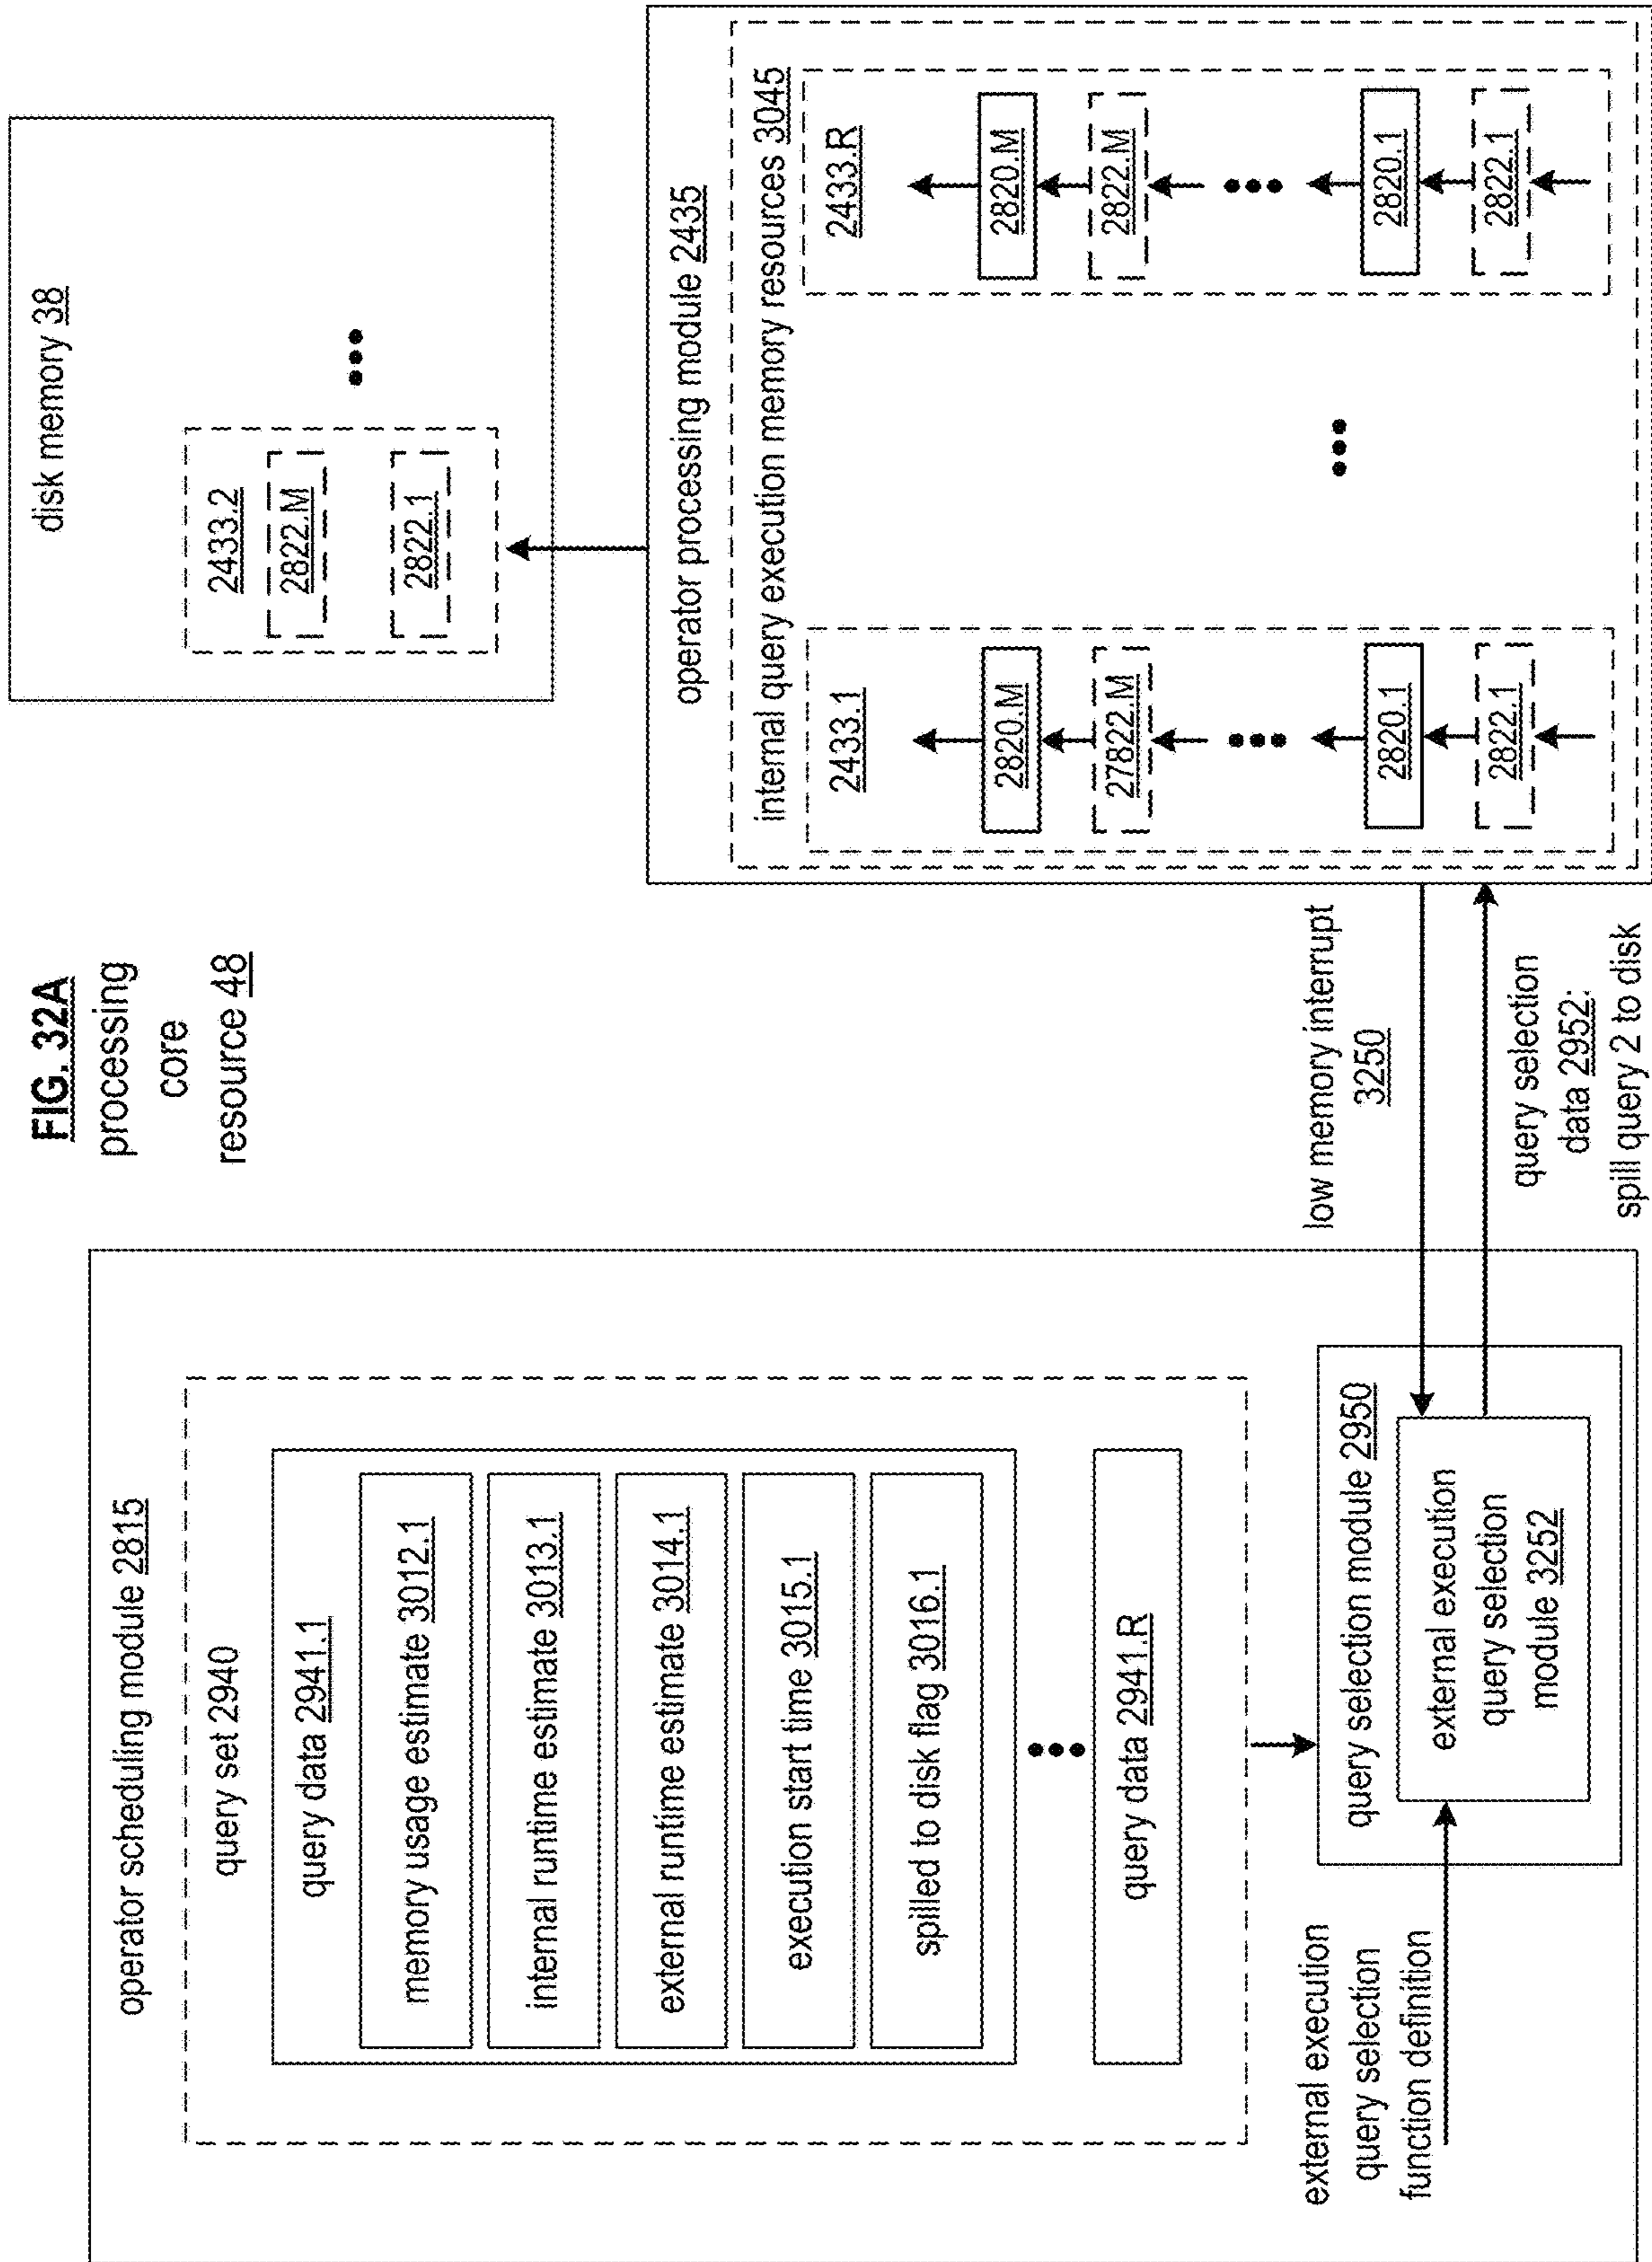 FIG. 32A
processing
core
resource 48
operator scheduling module 2815
query set 2940
query data 2941.1
memory usage estimate 3012.1
internal runtime estimate 3013.1
external runtime estimate 3014.1
execution start time 3015.1
spilled to disk flag 3016.1
query data 2941.R
external execution
query selection
function definition
query selection module 2950
external execution
query selection
module 3252
low memory interrupt
3250
query selection
data 2952:
spill query 2 to disk
disk memory 38
2433.2
2822.M
2822.1
operator processing module 2435
internal query execution memory resources 3045
2433.1
2820.M
27822.M
2820.1
2822.1
2433.R
2820.M
2822.M
2820.1
2822.1